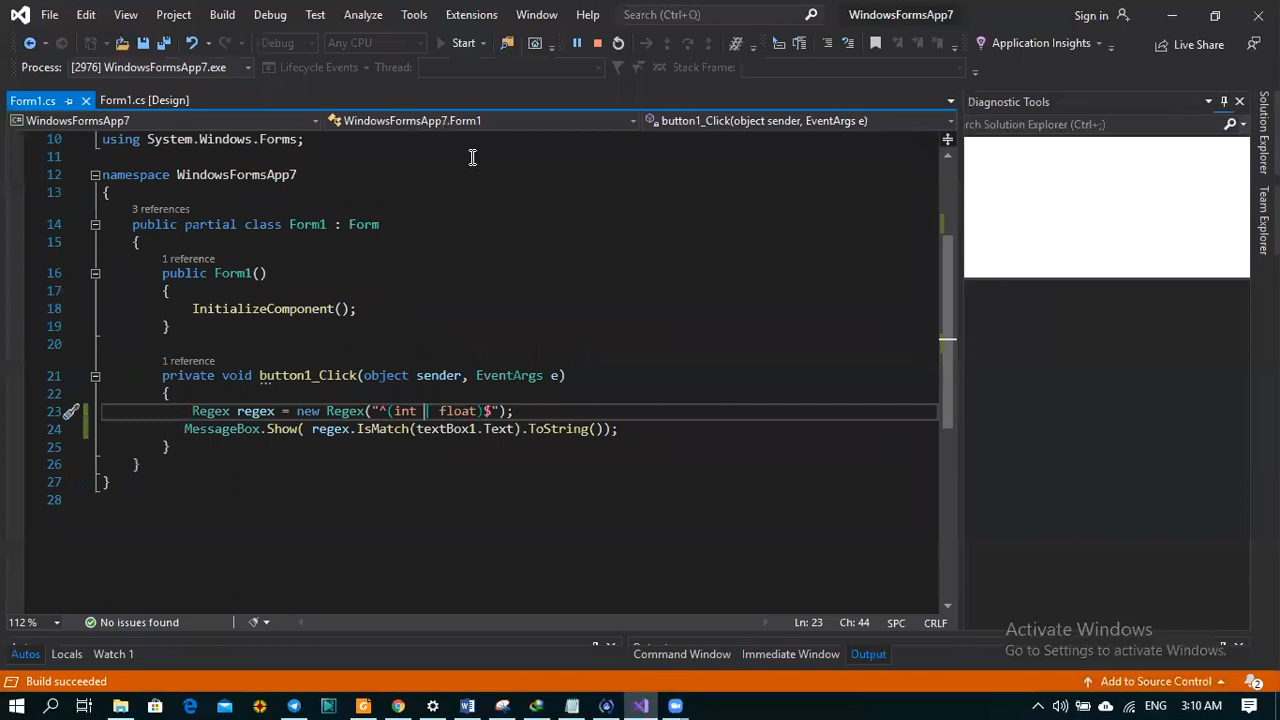 File Edit View Project Build Debug Test Analyze Tools Extensions Window Help Search (Ctrl+Q) WindowsFormsApp7 Sign in
Debug Any CPU Start Application Insights Live Share
Process: [2976] WindowsFormsApp7.exe Lifecycle Events Thread: Stack Frame:
Form1.cs Form1.cs [Design] Diagnostic Tools
WindowsFormsApp7 WindowsFormsApp7.Form1 button1_Click(object sender, EventArgs e) rch Solution Explorer (Ctrl+;)
Solution Explorer
Team Explorer
10 using System.Windows.Forms;
11
12 namespace WindowsFormsApp7
13 {
3 references
14 public partial class Form1 : Form
15 {
1 reference
16 public Form1()
17 {
18 InitializeComponent();
19 }
20
1 reference
21 private void button1_Click(object sender, EventArgs e)
22 {
23 Regex regex = new Regex("^(int | float)$");
24 MessageBox.Show( regex.IsMatch(textBox1.Text).ToString());
25 }
26 }
27 }
28
112 % No issues found Ln: 23 Ch: 44 SPC CRLF
Activate Windows
Go to Settings to activate Windows.
Autos Locals Watch 1 Command Window Immediate Window Output
Build succeeded Add to Source Control 2
ENG 3:10 AM